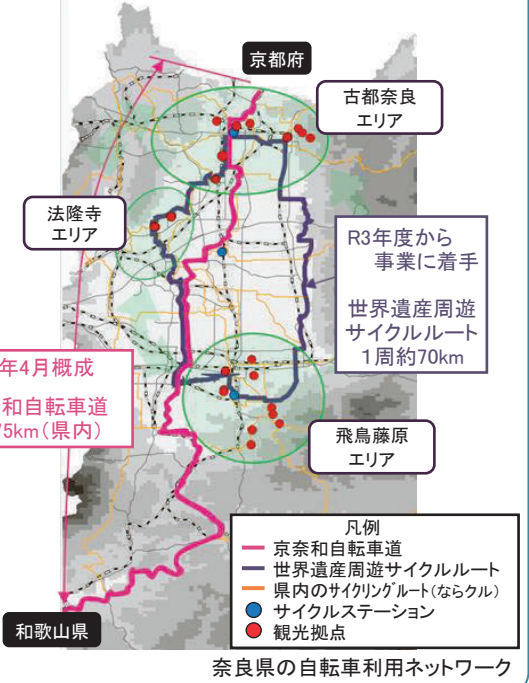 京都府
古都奈良
エリア
法隆寺
エリア
R3年度から
事業に着手
世界遺産周遊
サイクルルート
1周約70km
年4月概成
和自転車道
5km(県内)
飛鳥藤原
エリア
和歌山県
凡例
京奈和自転車道
世界遺産周遊サイクルルート
県内のサイクリングルート(ならクル)
サイクルステーション
観光拠点
奈良県の自転車利用ネットワーク